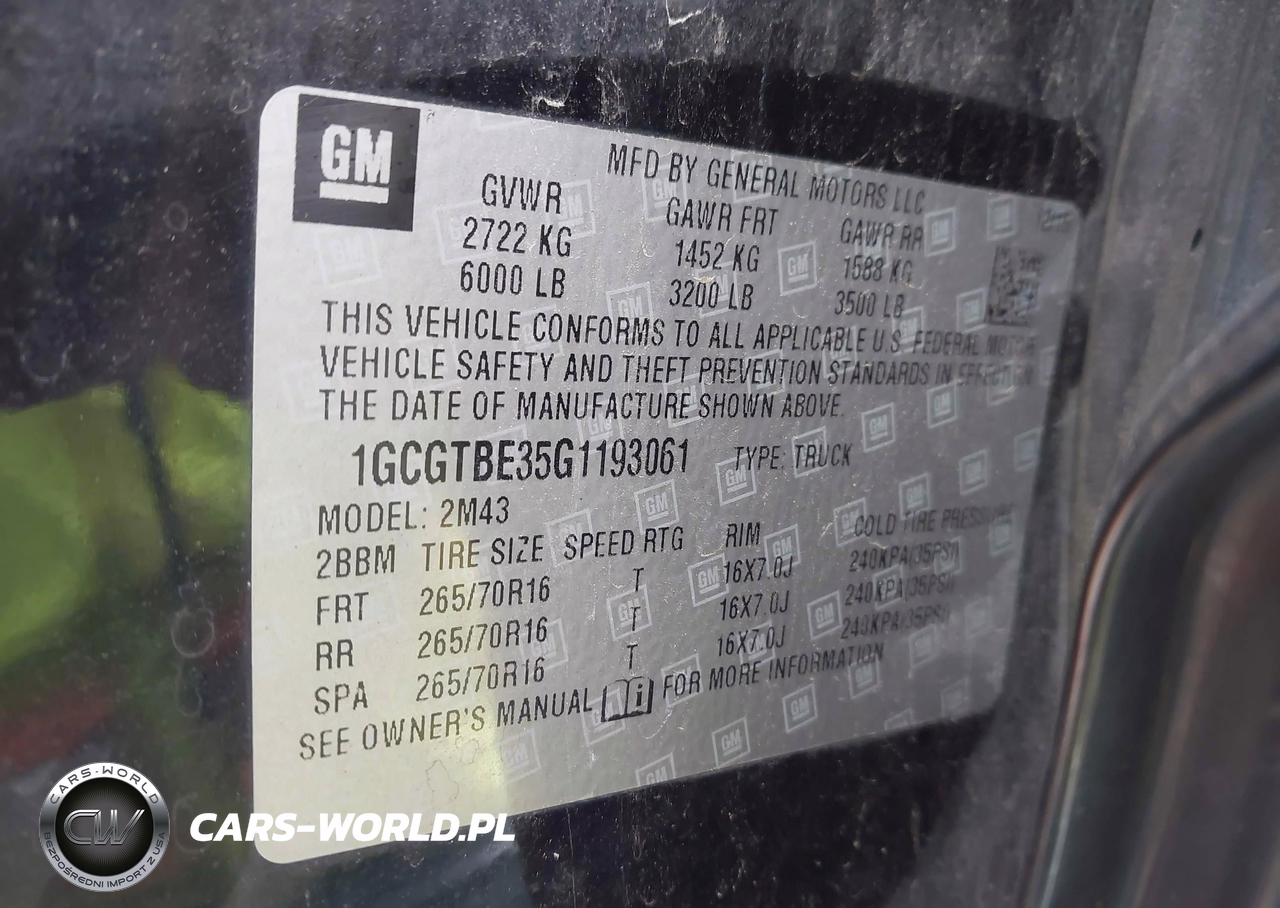 GM
MFD BY GENERAL MOTORS LLC
GVWR GAWR FRT GAWR RR
2722 KG 1452 KG 1588 KG
6000 LB 3200 LB 3500 LB
THIS VEHICLE CONFORMS TO ALL APPLICABLE U.S. FEDERAL MOTOR
VEHICLE SAFETY AND THEFT PREVENTION STANDARDS IN EFFECT ON
THE DATE OF MANUFACTURE SHOWN ABOVE.
1GCGTBE35G1193061 TYPE: TRUCK
MODEL: 2M43
2BBM TIRE SIZE SPEED RTG RIM COLD TIRE PRESSURE
FRT 265/70R16 T 16X7.0J 240KPA(35PSI)
RR 265/70R16 T 16X7.0J 240KPA(35PSI)
SPA 265/70R16 T 16X7.0J 240KPA(35PSI)
SEE OWNER'S MANUAL FOR MORE INFORMATION
CARS-WORLD
CW
BEZPOŚREDNI IMPORT Z USA
CARS-WORLD.PL